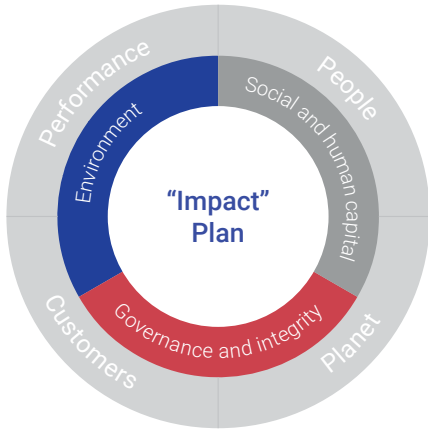 Performance
People
Environment
Social and human capital
“Impact”
Plan
Governance and integrity
Customers
Planet